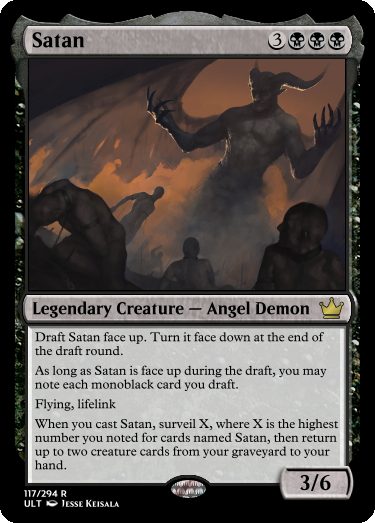 Satan 3
Legendary Creature — Angel Demon
Draft Satan face up. Turn it face down at the end of
the draft round.
As long as Satan is face up during the draft, you may
note each monoblack card you draft.
Flying, lifelink
When you cast Satan, surveil X, where X is the highest
number you noted for cards named Satan, then return
up to two creature cards from your graveyard to your
hand.
3/6
117/294 R
ULT Jesse Keisala